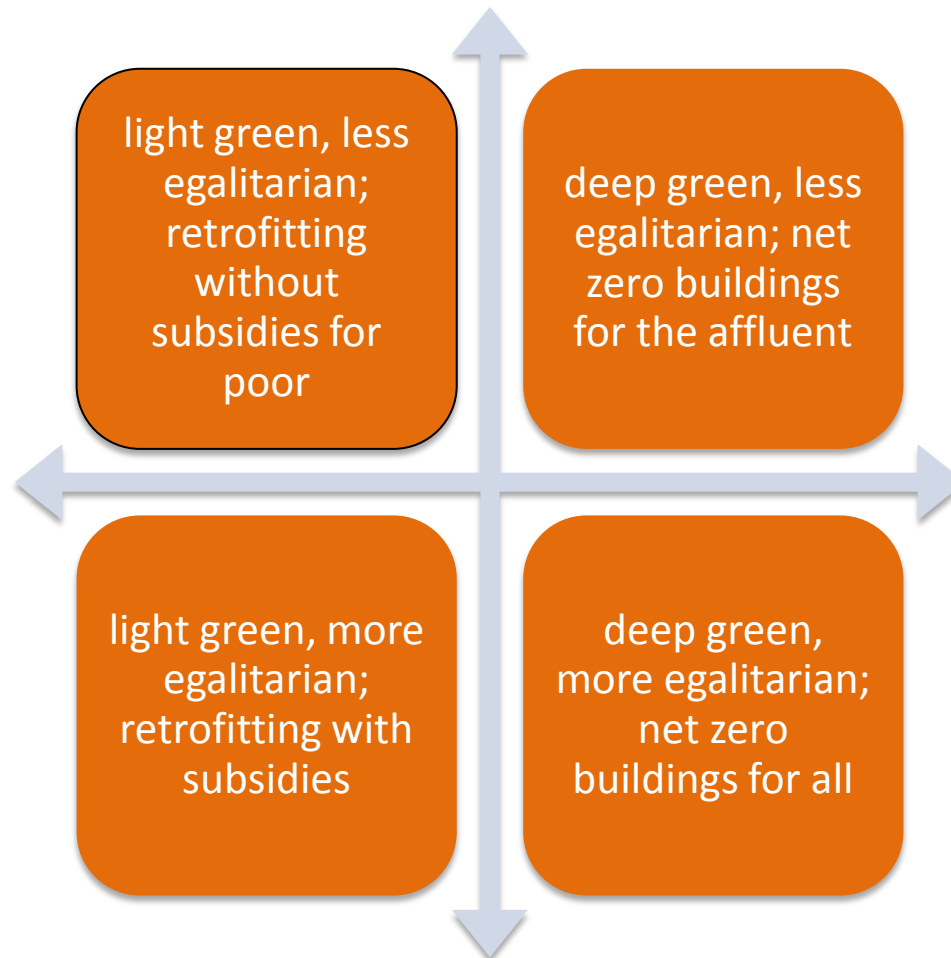 light green, less
egalitarian;
retrofitting
without
subsidies for
poor
deep green, less
egalitarian; net
zero buildings
for the affluent
light green, more
egalitarian;
retrofitting with
subsidies
deep green,
more egalitarian;
net zero
buildings for all